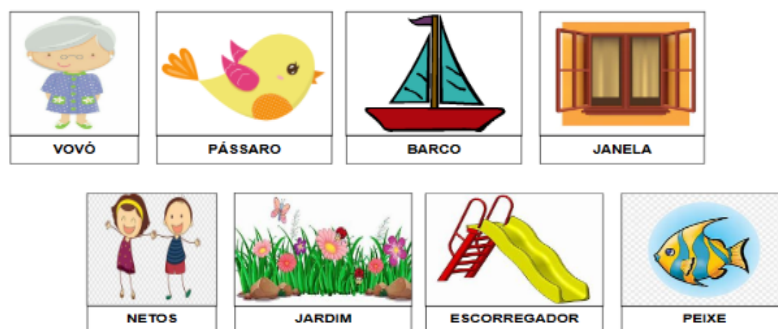 VOVÓ
PÁSSARO
BARCO
JANELA
NETOS
JARDIM
ESCORREGADOR
PEIXE